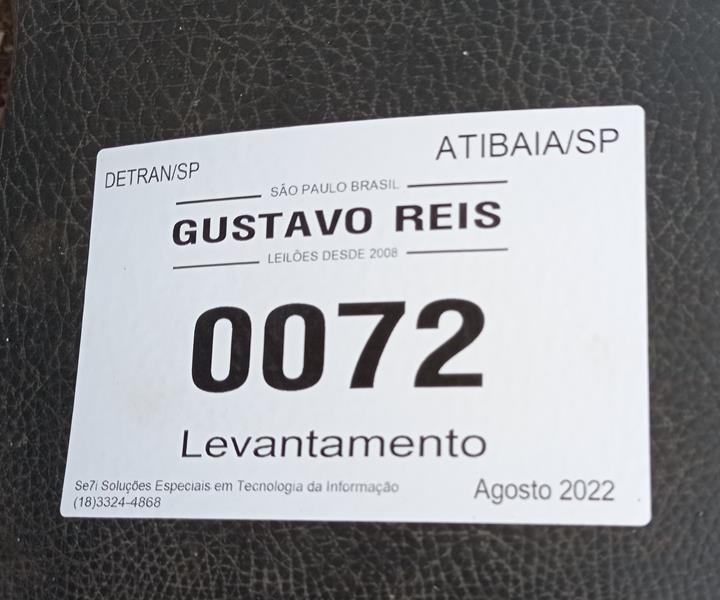 DETRAN/SP
ATIBAIA/SP
SÃO PAULO BRASIL
GUSTAVO REIS
LEILÕES DESDE 2008
0072
Levantamento
Se7i Soluções Especiais em Tecnologia da Informação
(18)3324-4868
Agosto 2022